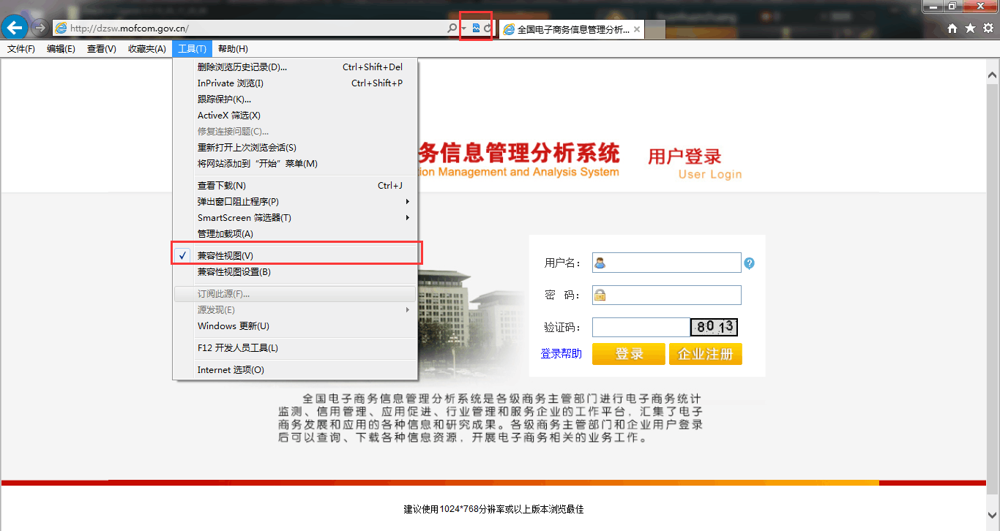 http://dzsw.mofcom.gov.cn/
全国电子商务信息管理分析...
文件(F) 编辑(E) 查看(V) 收藏夹(A) 工具(T) 帮助(H)
删除浏览历史记录(D)... Ctrl+Shift+Del
InPrivate 浏览(I) Ctrl+Shift+P
跟踪保护(K)...
ActiveX 筛选(X)
修复连接问题(C)...
重新打开上次浏览会话(S)
将网站添加到“开始”菜单(M)
查看下载(N) Ctrl+J
弹出窗口阻止程序(P)
SmartScreen 筛选器(T)
管理加载项(A)
兼容性视图(V)
兼容性视图设置(B)
订阅此源(F)...
源发现(E)
Windows 更新(U)
F12 开发人员工具(L)
Internet 选项(O)
务信息管理分析系统
tion Management and Analysis System
用户登录
User Login
用户名:
密 码:
验证码: 8013
登录帮助 登录 企业注册
全国电子商务信息管理分析系统是各级商务主管部门进行电子商务统计
监测、信用管理、应用促进、行业管理和服务企业的工作平台，汇集了电子
商务发展和应用的各种信息和研究成果。各级商务主管部门和企业用户登录
后可以查询、下载各种信息资源，开展电子商务相关的业务工作。
建议使用1024*768分辨率或以上版本浏览最佳